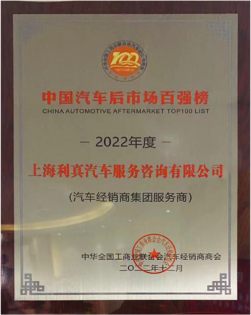 100
中国汽车后市场百强榜
CHINA AUTOMOTIVE AFTERMARKET TOP100 LIST
2022年度
上海利真汽车服务咨询有限公司
(汽车经销商集团服务商)
中华全国工商业联合会汽车经销商商会
二〇二二年十二月